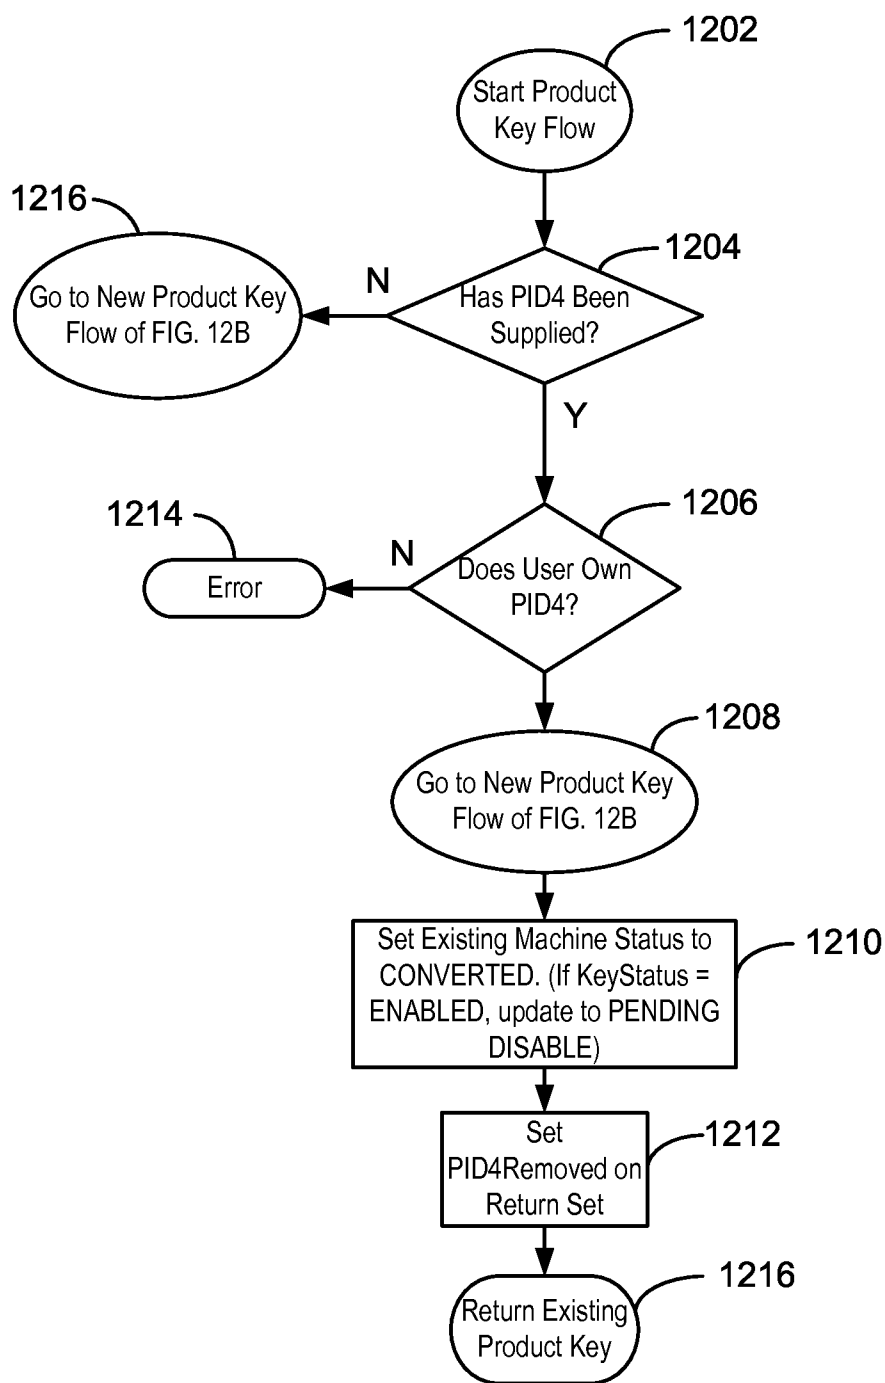 1202
Start Product
Key Flow
1216
1204
N
Go to New Product Key
Flow of FIG. 12B
Has PID4 Been
Supplied?
Y
1214
1206
N
Error
Does User Own
PID4?
1208
Go to New Product Key
Flow of FIG. 12B
Set Existing Machine Status to
CONVERTED. (If KeyStatus =
ENABLED, update to PENDING
DISABLE)
1210
Set
PID4Removed on
Return Set
1212
1216
Return Existing
Product Key